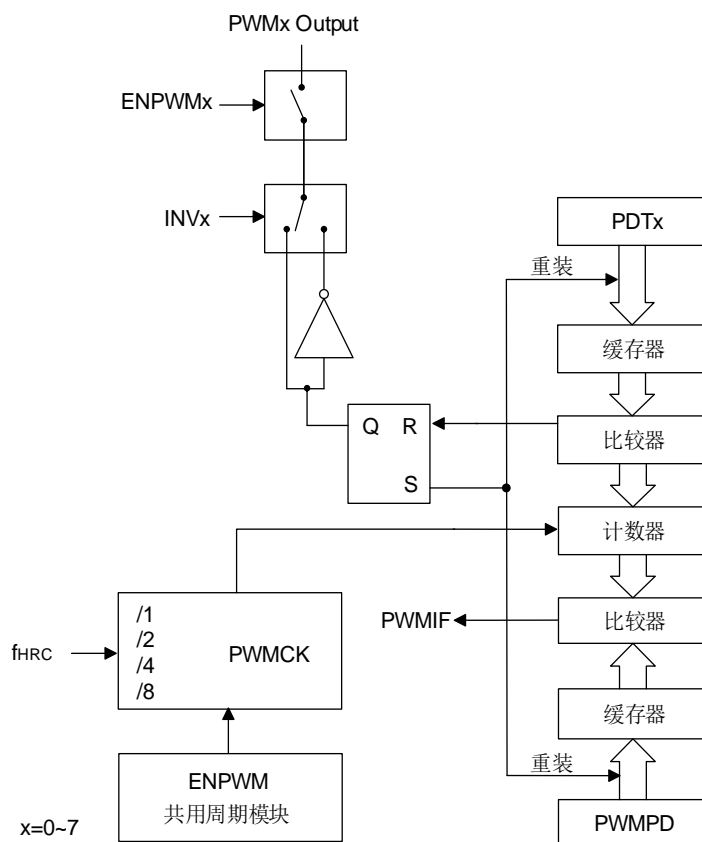 PWMx Output
ENPWMx
INVx
PDTx
重装
缓存器
Q R
比较器
S
计数器
/1
/2
/4
/8
PWMCK
fHRC
PWMIF
比较器
缓存器
重装
ENPWM
共用周期模块
PWMPD
x=0~7